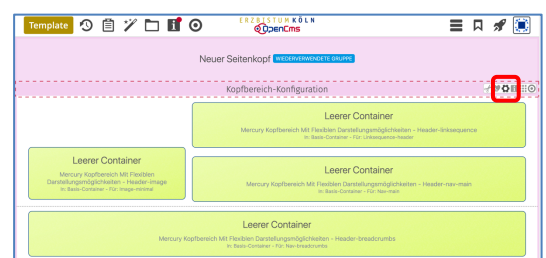 Template
ERZBISTUM KÖLN
OpenCms
Neuer Seitenkopf WIEDERVERWENDETE GRUPPE
Kopfbereich-Konfiguration
Leerer Container
Mercury Kopfbereich Mit Flexiblen Darstellungsmöglichkeiten - Header-linksequence
In: Basis-Container - Für: Linksequence-header
Leerer Container
Mercury Kopfbereich Mit Flexiblen
Darstellungsmöglichkeiten - Header-image
In: Basis-Container - Für: Image-minimal
Leerer Container
Mercury Kopfbereich Mit Flexiblen Darstellungsmöglichkeiten - Header-nav-main
In: Basis-Container - Für: Nav-main
Leerer Container
Mercury Kopfbereich Mit Flexiblen Darstellungsmöglichkeiten - Header-breadcrumbs
In: Basis-Container - Für: Nav-breadcrumbs